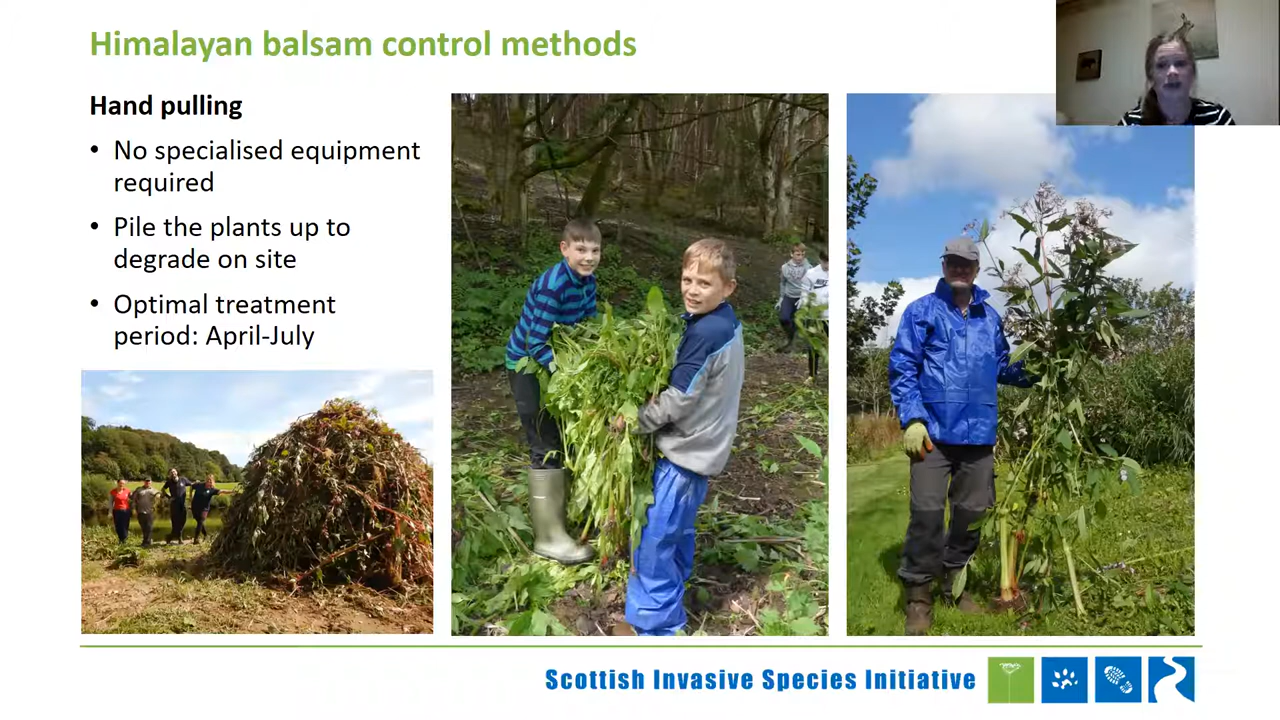 Himalayan balsam control methods
Hand pulling
• No specialised equipment
required
• Pile the plants up to
degrade on site
• Optimal treatment
period: April-July
Scottish Invasive Species Initiative